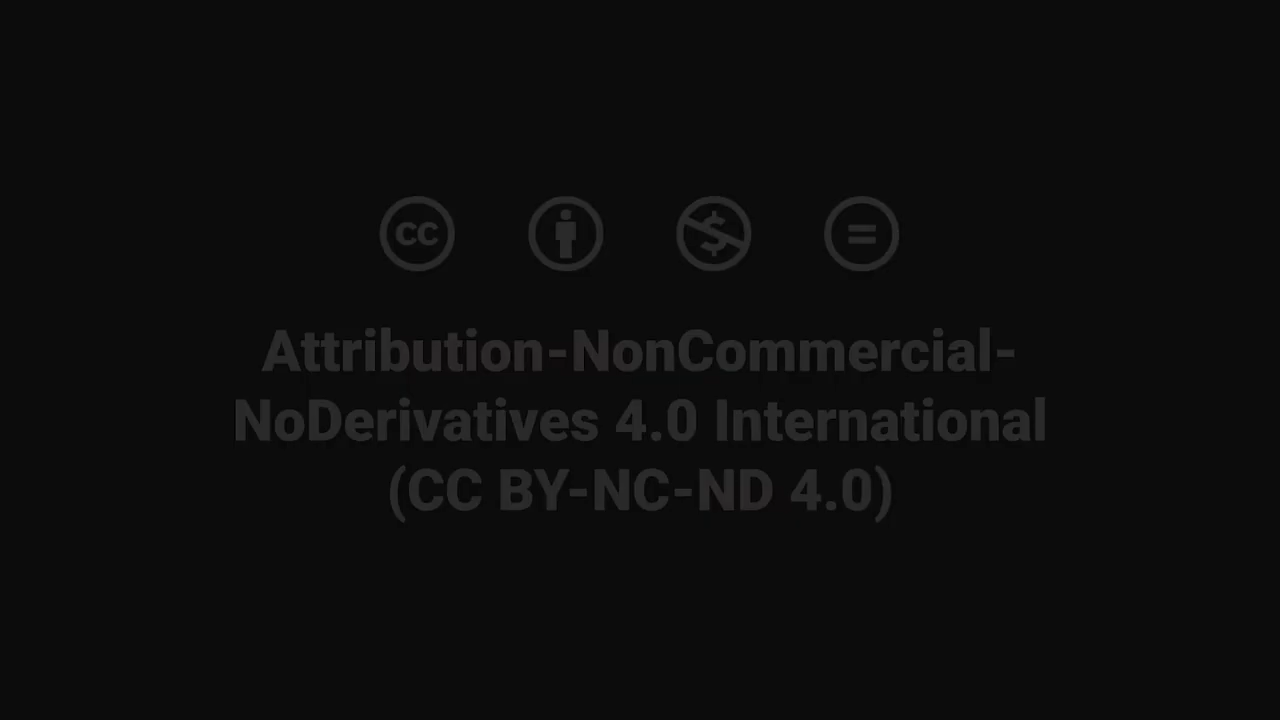 cc
Attribution-NonCommercial-
NoDerivatives 4.0 International
(CC BY-NC-ND 4.0)